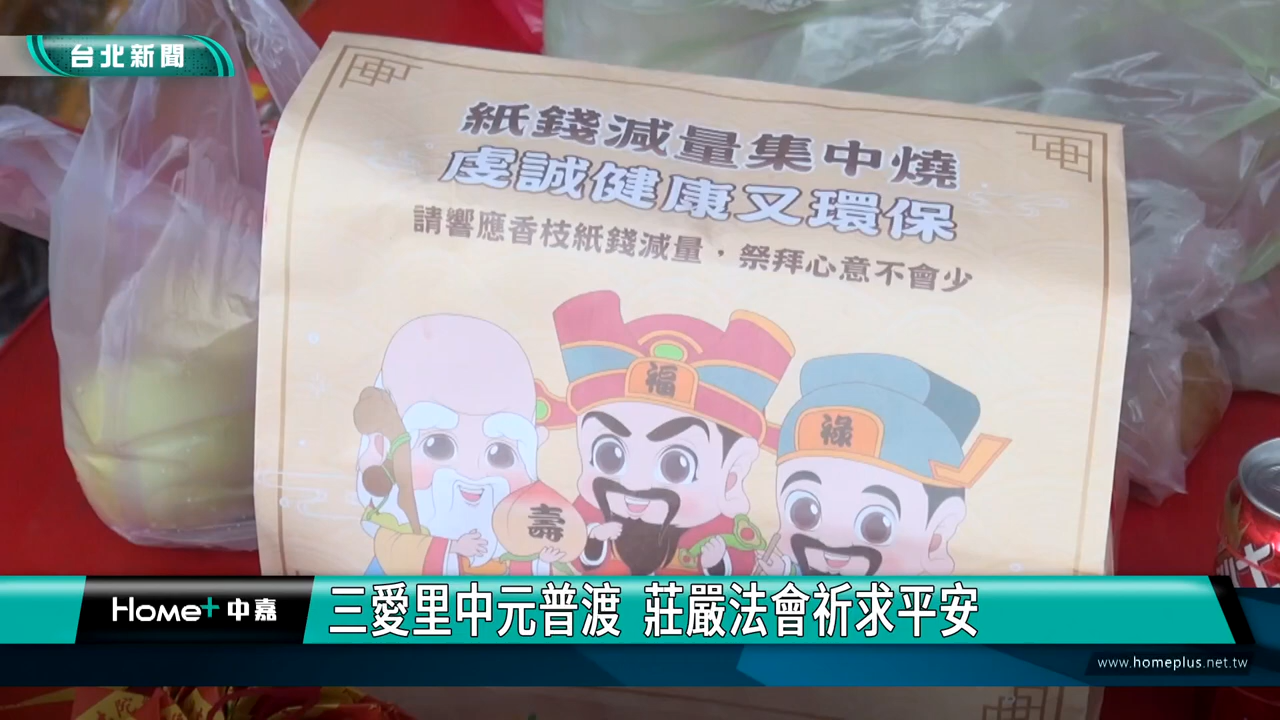 台北新聞
紙錢減量集中燒
虔誠健康又環保
請響應香枝紙錢減量，祭拜心意不會少
福
祿
壽
Home+中嘉
三愛里中元普渡 莊嚴法會祈求平安
www.homeplus.net.tw